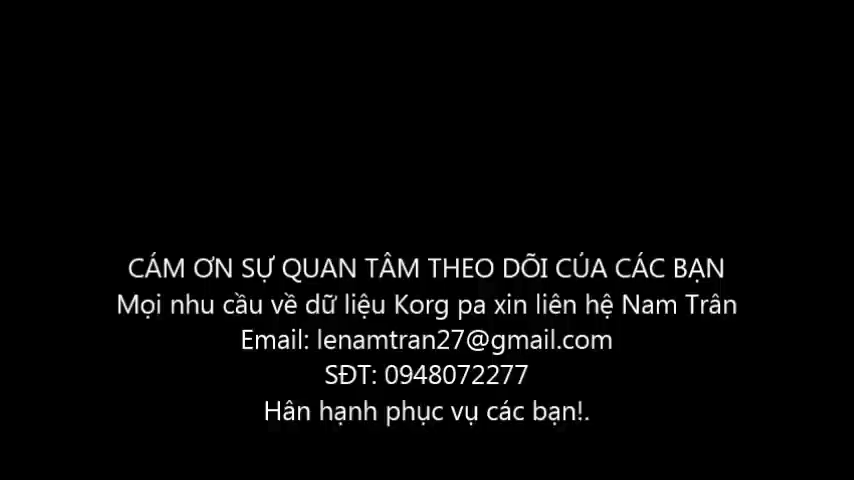 CÁM ƠN SỰ QUAN TÂM THEO DÕI CỦA CÁC BẠN
Mọi nhu cầu về dữ liệu Korg pa xin liên hệ Nam Trân
Email: lenamtran27@gmail.com
SĐT: 0948072277
Hân hạnh phục vụ các bạn!.